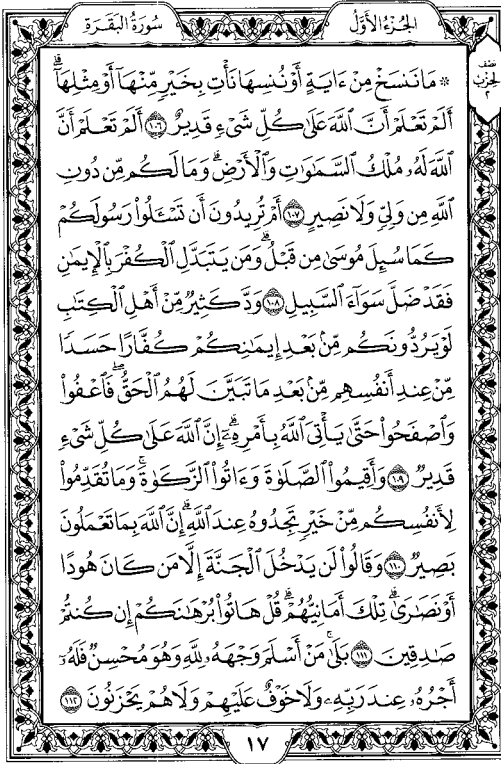 سُورَةُ البَقَرَةِ
الجُزْءُ الأَوَّلُ
نصف
الحزب
٢
۞ مَا نَنسَخْ مِنْ ءَايَةٍ أَوْ نُنسِهَا نَأْتِ بِخَيْرٍ مِّنْهَآ أَوْ مِثْلِهَآۗ
أَلَمْ تَعْلَمْ أَنَّ ٱللَّهَ عَلَىٰ كُلِّ شَىْءٍ قَدِيرٌ ١٠٦ أَلَمْ تَعْلَمْ أَنَّ
ٱللَّهَ لَهُۥ مُلْكُ ٱلسَّمَـٰوَٰتِ وَٱلْأَرْضِۗ وَمَا لَكُم مِّن دُونِ
ٱللَّهِ مِن وَلِىٍّ وَلَا نَصِيرٍ ١٠٧ أَمْ تُرِيدُونَ أَن تَسْـَٔلُوا۟ رَسُولَكُمْ
كَمَا سُئِلَ مُوسَىٰ مِن قَبْلُۗ وَمَن يَتَبَدَّلِ ٱلْكُفْرَ بِٱلْإِيمَـٰنِ
فَقَدْ ضَلَّ سَوَآءَ ٱلسَّبِيلِ ١٠٨ وَدَّ كَثِيرٌ مِّنْ أَهْلِ ٱلْكِتَـٰبِ
لَوْ يَرُدُّونَكُم مِّنۢ بَعْدِ إِيمَـٰنِكُمْ كُفَّارًا حَسَدًا
مِّنْ عِندِ أَنفُسِهِم مِّنۢ بَعْدِ مَا تَبَيَّنَ لَهُمُ ٱلْحَقُّۖ فَٱعْفُوا۟
وَٱصْفَحُوا۟ حَتَّىٰ يَأْتِىَ ٱللَّهُ بِأَمْرِهِۦٓۗ إِنَّ ٱللَّهَ عَلَىٰ كُلِّ شَىْءٍ
قَدِيرٌ ١٠٩ وَأَقِيمُوا۟ ٱلصَّلَوٰةَ وَءَاتُوا۟ ٱلزَّكَوٰةَۚ وَمَا تُقَدِّمُوا۟
لِأَنفُسِكُم مِّنْ خَيْرٍ تَجِدُوهُ عِندَ ٱللَّهِۗ إِنَّ ٱللَّهَ بِمَا تَعْمَلُونَ
بَصِيرٌ ١١٠ وَقَالُوا۟ لَن يَدْخُلَ ٱلْجَنَّةَ إِلَّا مَن كَانَ هُودًا
أَوْ نَصَـٰرَىٰۗ تِلْكَ أَمَانِيُّهُمْۗ قُلْ هَاتُوا۟ بُرْهَـٰنَكُمْ إِن كُنتُمْ
صَـٰدِقِينَ ١١١ بَلَىٰۚ مَنْ أَسْلَمَ وَجْهَهُۥ لِلَّهِ وَهُوَ مُحْسِنٌ فَلَهُۥٓ
أَجْرُهُۥ عِندَ رَبِّهِۦ وَلَا خَوْفٌ عَلَيْهِمْ وَلَا هُمْ يَحْزَنُونَ ١١٢
١٧